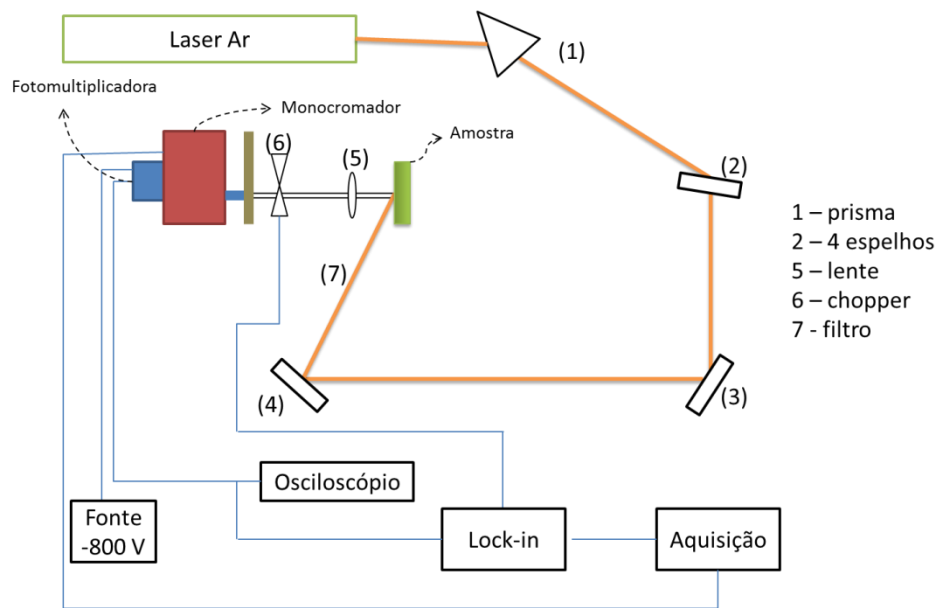 Laser Ar
(1)
Fotomultiplicadora
Monocromador
(6)
(5)
Amostra
(2)
1 – prisma
2 – 4 espelhos
5 – lente
6 – chopper
7 - filtro
(7)
(4)
(3)
Osciloscópio
Fonte
-800 V
Lock-in
Aquisição